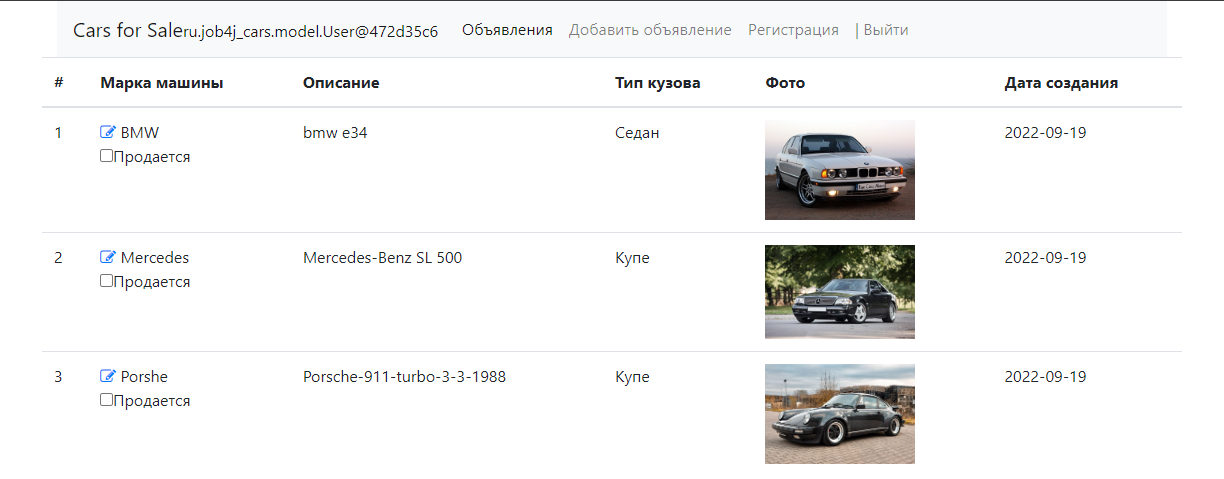 Cars for Saleru.job4j_cars.model.User@472d35c6 Объявления Добавить объявление Регистрация | Выйти
# Марка машины Описание Тип кузова Фото Дата создания
1 BMW bmw e34 Седан 2022-09-19
Продается
2 Mercedes Mercedes-Benz SL 500 Купе 2022-09-19
Продается
3 Porshe Porsche-911-turbo-3-3-1988 Купе 2022-09-19
Продается